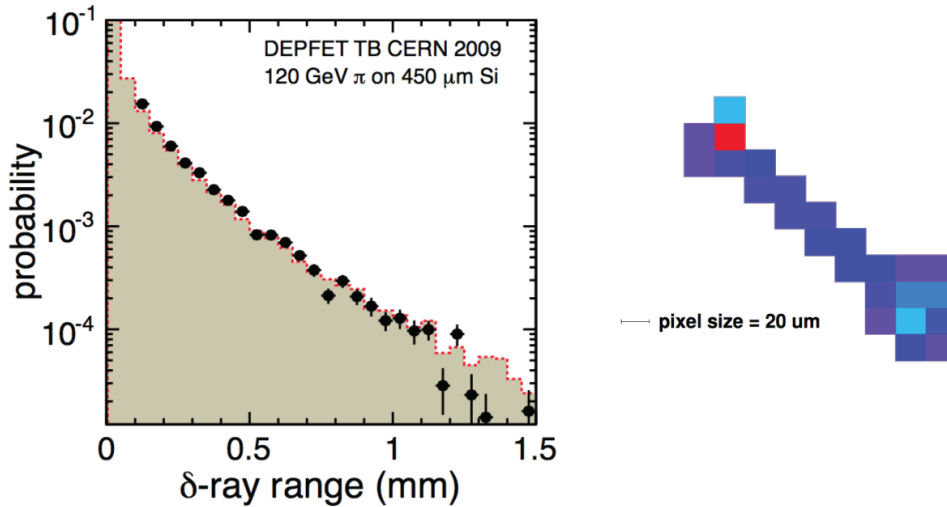 DEPFET TB CERN 2009
120 GeV π on 450 μm Si
probability
10⁻¹
10⁻²
10⁻³
10⁻⁴
0
0.5
1
1.5
δ-ray range (mm)
pixel size = 20 um